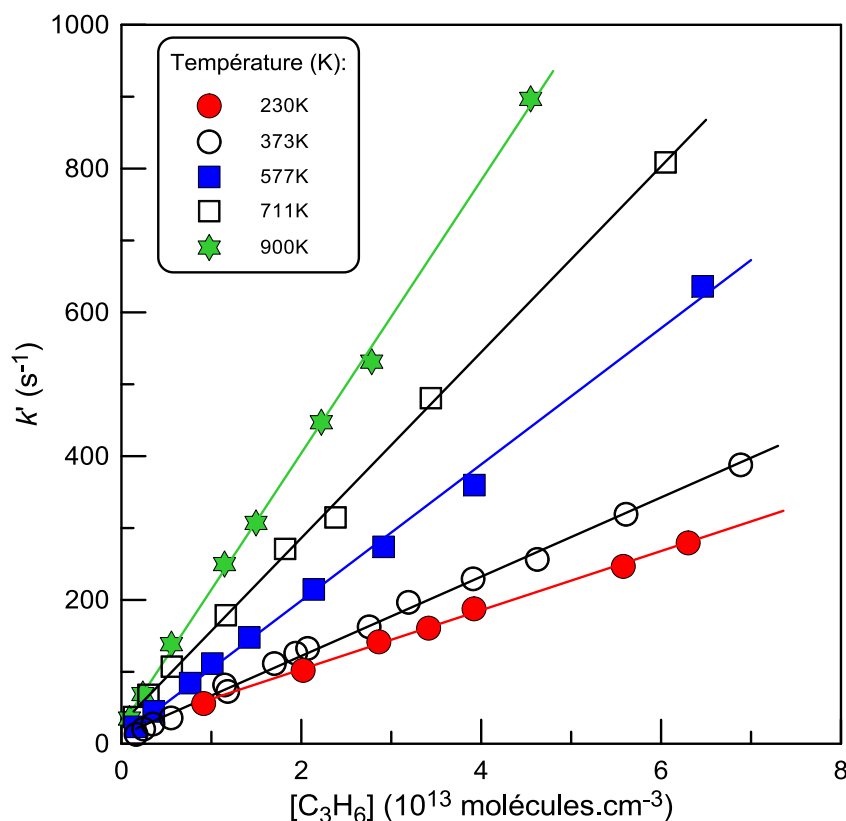 1000
800
600
400
200
0
k' (s⁻¹)
Température (K):
230K
373K
577K
711K
900K
0
2
4
6
8
[C₃H₆] (10¹³ molécules.cm⁻³)